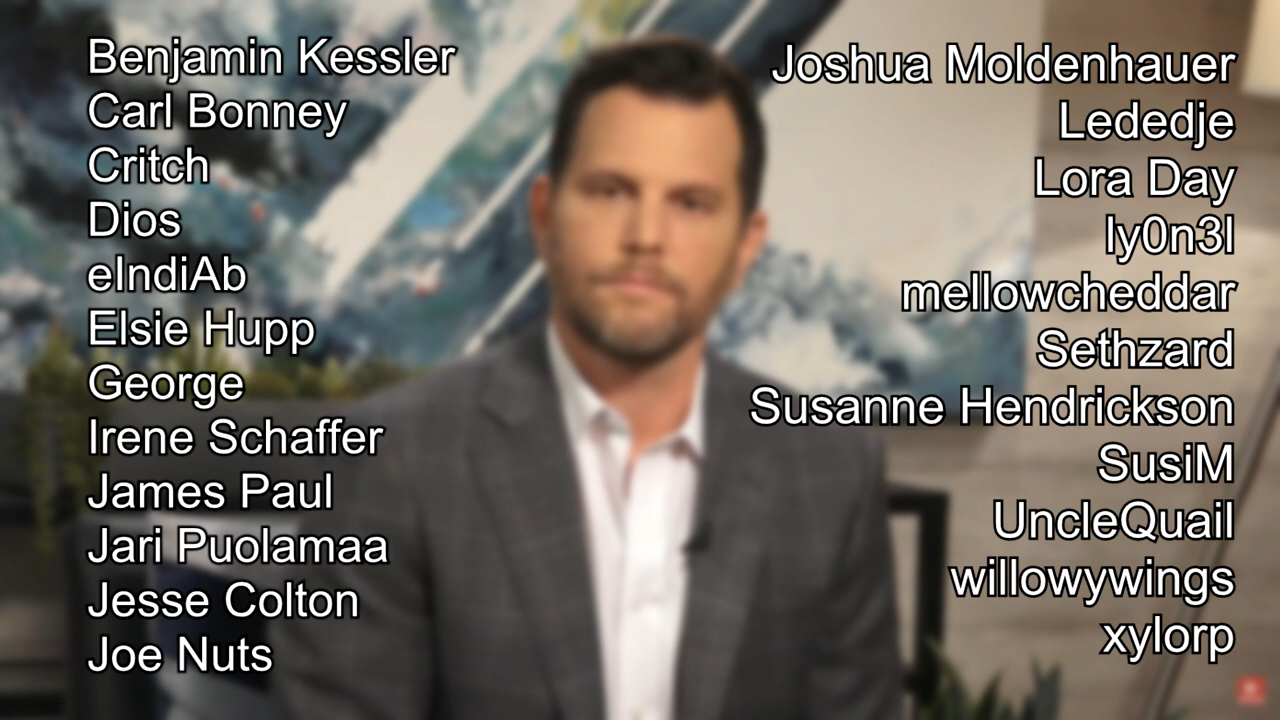 Benjamin Kessler
Carl Bonney
Critch
Dios
eIndiAb
Elsie Hupp
George
Irene Schaffer
James Paul
Jari Puolamaa
Jesse Colton
Joe Nuts
Joshua Moldenhauer
Lededje
Lora Day
ly0n3l
mellowcheddar
Sethzard
Susanne Hendrickson
SusiM
UncleQuail
willowywings
xylorp